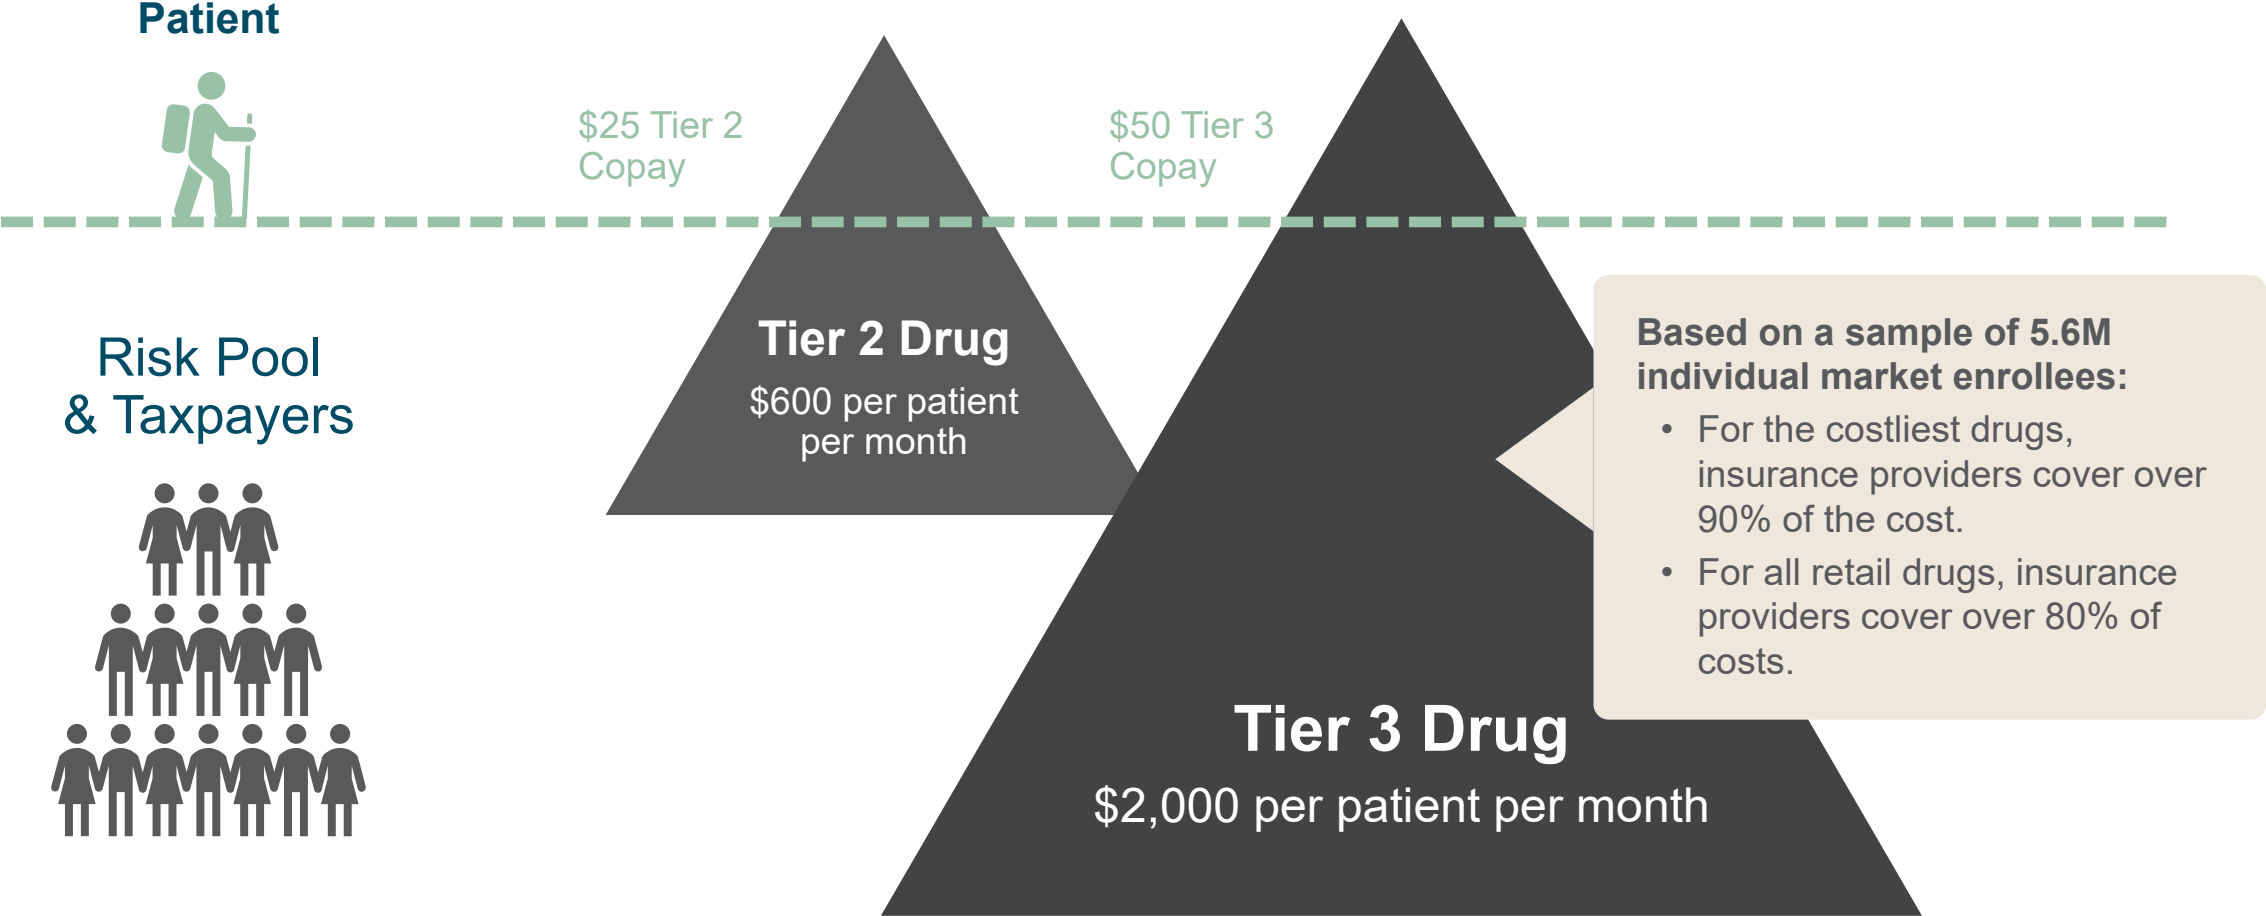 Patient
$25 Tier 2
Copay
$50 Tier 3
Copay
Risk Pool
& Taxpayers
Tier 2 Drug
$600 per patient
per month
Based on a sample of 5.6M
individual market enrollees:
• For the costliest drugs,
insurance providers cover over
90% of the cost.
• For all retail drugs, insurance
providers cover over 80% of
costs.
Tier 3 Drug
$2,000 per patient per month